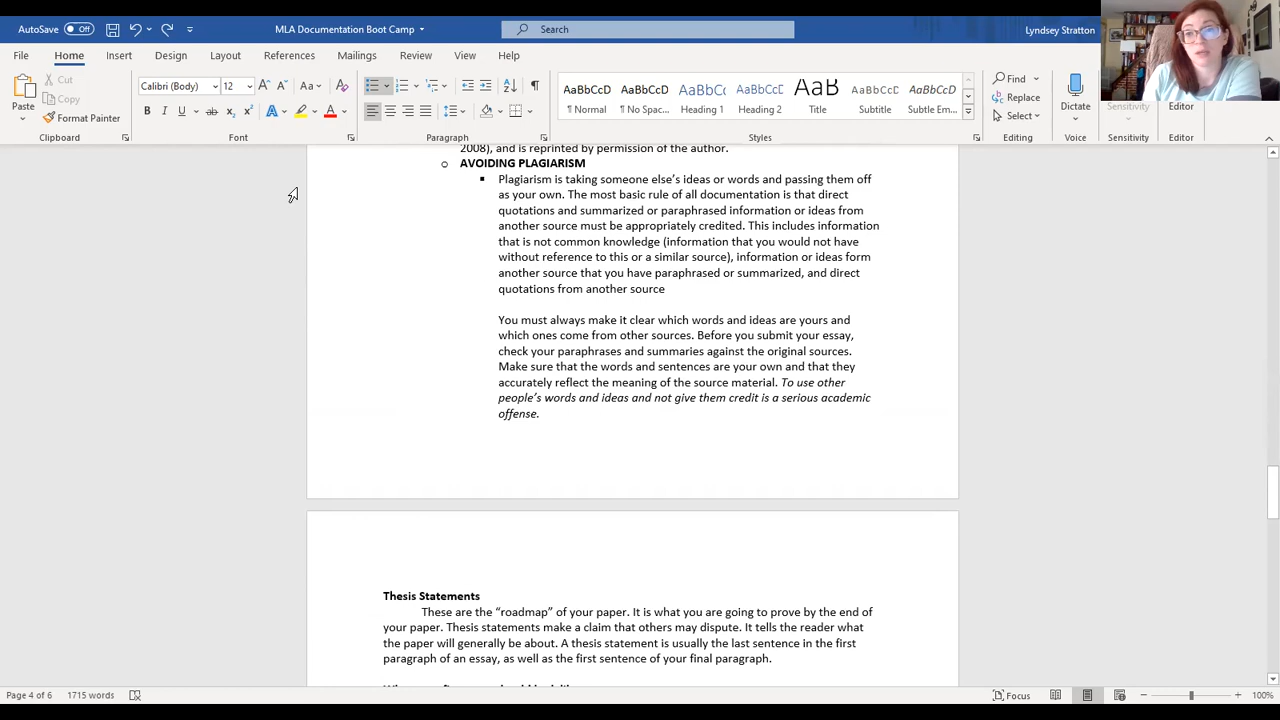 AutoSave Off
MLA Documentation Boot Camp
Search
Lyndsey Stratton
File Home Insert Design Layout References Mailings Review View Help
Paste
Cut
Copy
Format Painter
Clipboard
Calibri (Body) 12
Font
Paragraph
AaBbCcD AaBbCcD AaBbCc AaBbCcC AaB AaBbCcC AaBbCcD
¶ Normal ¶ No Spac... Heading 1 Heading 2 Title Subtitle Subtle Em...
Styles
Find
Replace
Select
Editing
Dictate
Voice
Sensitivity
Sensitivity
Editor
Editor
2008), and is reprinted by permission of the author.
o AVOIDING PLAGIARISM
▪ Plagiarism is taking someone else’s ideas or words and passing them off
as your own. The most basic rule of all documentation is that direct
quotations and summarized or paraphrased information or ideas from
another source must be appropriately credited. This includes information
that is not common knowledge (information that you would not have
without reference to this or a similar source), information or ideas form
another source that you have paraphrased or summarized, and direct
quotations from another source
You must always make it clear which words and ideas are yours and
which ones come from other sources. Before you submit your essay,
check your paraphrases and summaries against the original sources.
Make sure that the words and sentences are your own and that they
accurately reflect the meaning of the source material. To use other
people’s words and ideas and not give them credit is a serious academic
offense.
Thesis Statements
These are the “roadmap” of your paper. It is what you are going to prove by the end of
your paper. Thesis statements make a claim that others may dispute. It tells the reader what
the paper will generally be about. A thesis statement is usually the last sentence in the first
paragraph of an essay, as well as the first sentence of your final paragraph.
Page 4 of 6 1715 words
Focus
100%